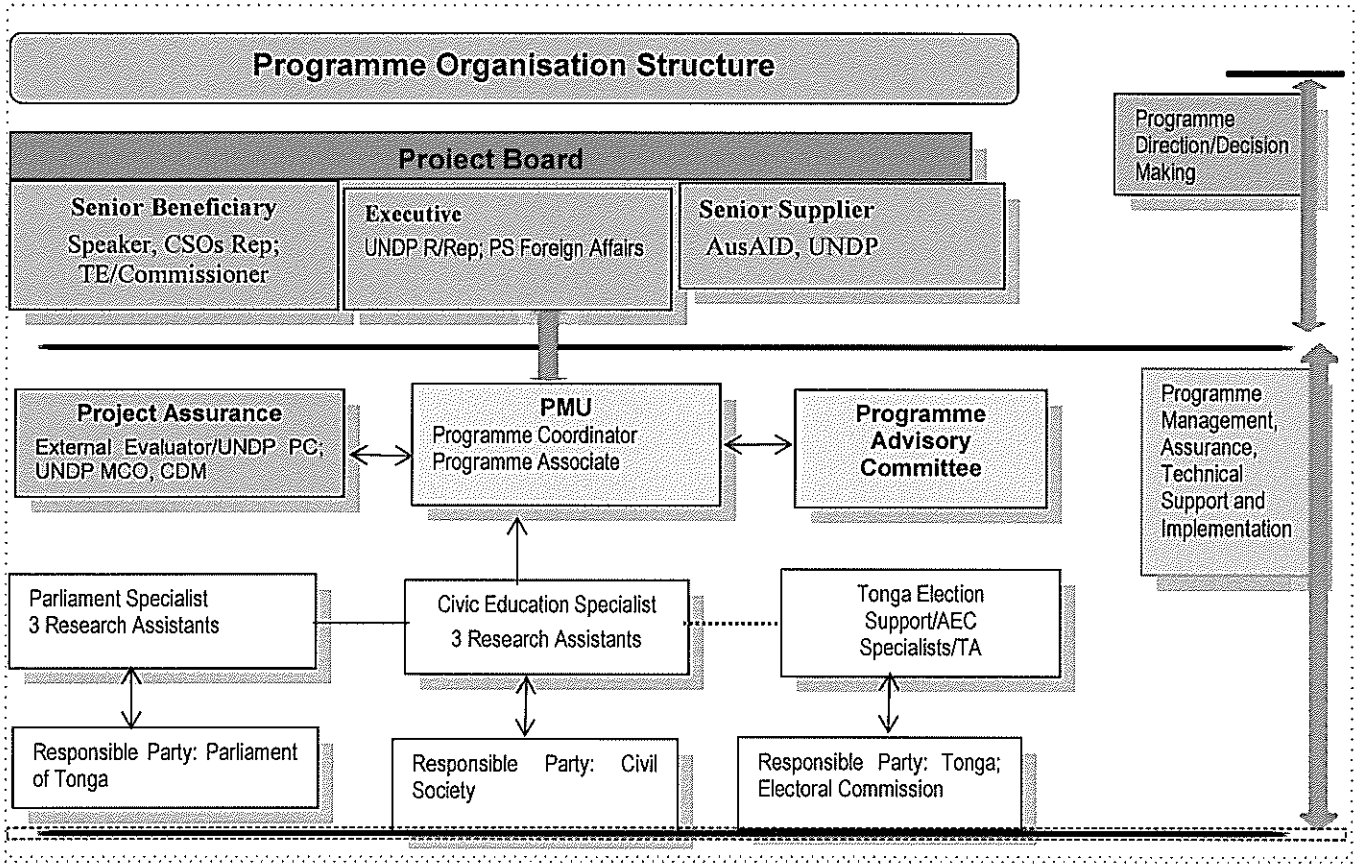 Programme Organisation Structure
Project Board
Senior Beneficiary
Speaker, CSOs Rep;
TE/Commissioner
Executive
UNDP R/Rep; PS Foreign Affairs
Senior Supplier
AusAID, UNDP
Programme
Direction/Decision
Making
Project Assurance
External Evaluator/UNDP PC;
UNDP MCO, CDM
PMU
Programme Coordinator
Programme Associate
Programme
Advisory
Committee
Programme
Management,
Assurance,
Technical
Support and
Implementation
Parliament Specialist
3 Research Assistants
Civic Education Specialist
3 Research Assistants
Tonga Election
Support/AEC
Specialists/TA
Responsible Party: Parliament
of Tonga
Responsible Party: Civil
Society
Responsible Party: Tonga;
Electoral Commission